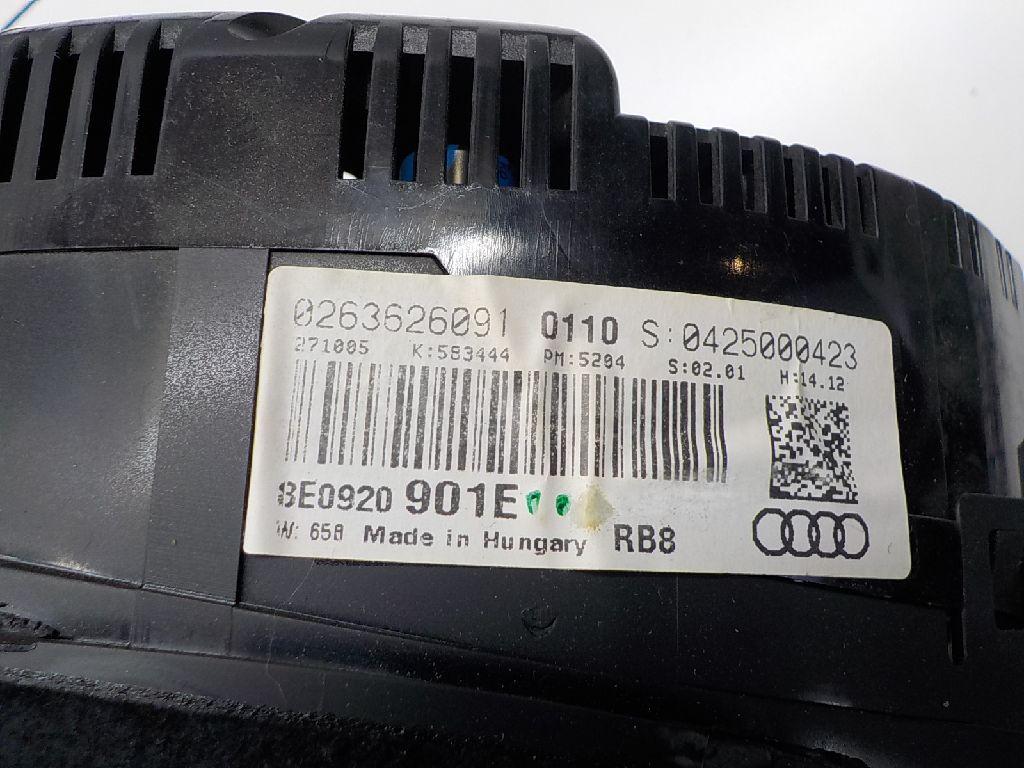 0263626091 0110 S:0425000423
271005 K:583444 PM:5204 S:02.01 H:14.12
8E0920 901E
W: 658 Made in Hungary RB8